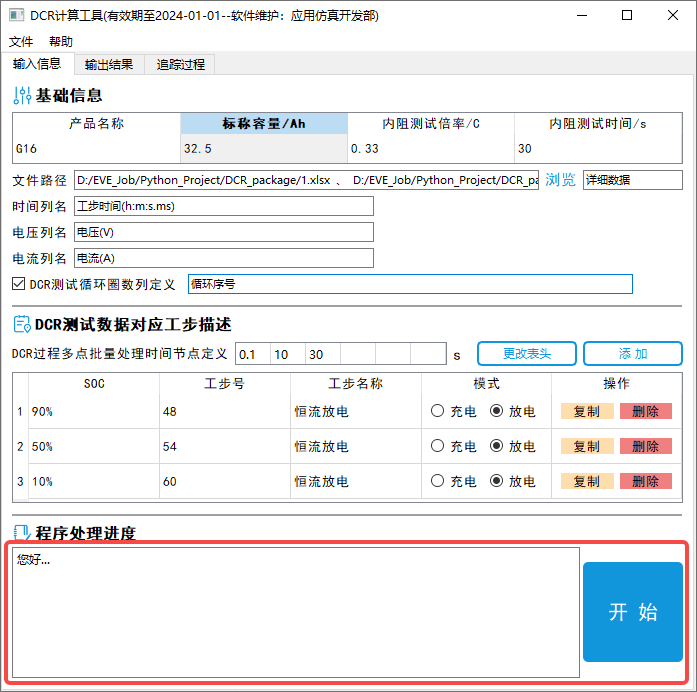 DCR计算工具(有效期至2024-01-01--软件维护：应用仿真开发部)
文件 帮助
输入信息 输出结果 追踪过程
基础信息
产品名称 标称容量/Ah 内阻测试倍率/C 内阻测试时间/s
G16 32.5 0.33 30
文件路径 D:/EVE_Job/Python_Project/DCR_package/1.xlsx 、 D:/EVE_Job/Python_Project/DCR_pa 浏览 详细数据
时间列名 工步时间(h:m:s.ms)
电压列名 电压(V)
电流列名 电流(A)
DCR测试循环圈数列定义 循环序号
DCR测试数据对应工步描述
DCR过程多点批量处理时间节点定义 0.1 10 30 s 更改表头 添加
SOC 工步号 工步名称 模式 操作
1 90% 48 恒流放电 充电 放电 复制 删除
2 50% 54 恒流放电 充电 放电 复制 删除
3 10% 60 恒流放电 充电 放电 复制 删除
程序处理进度
您好...
开 始